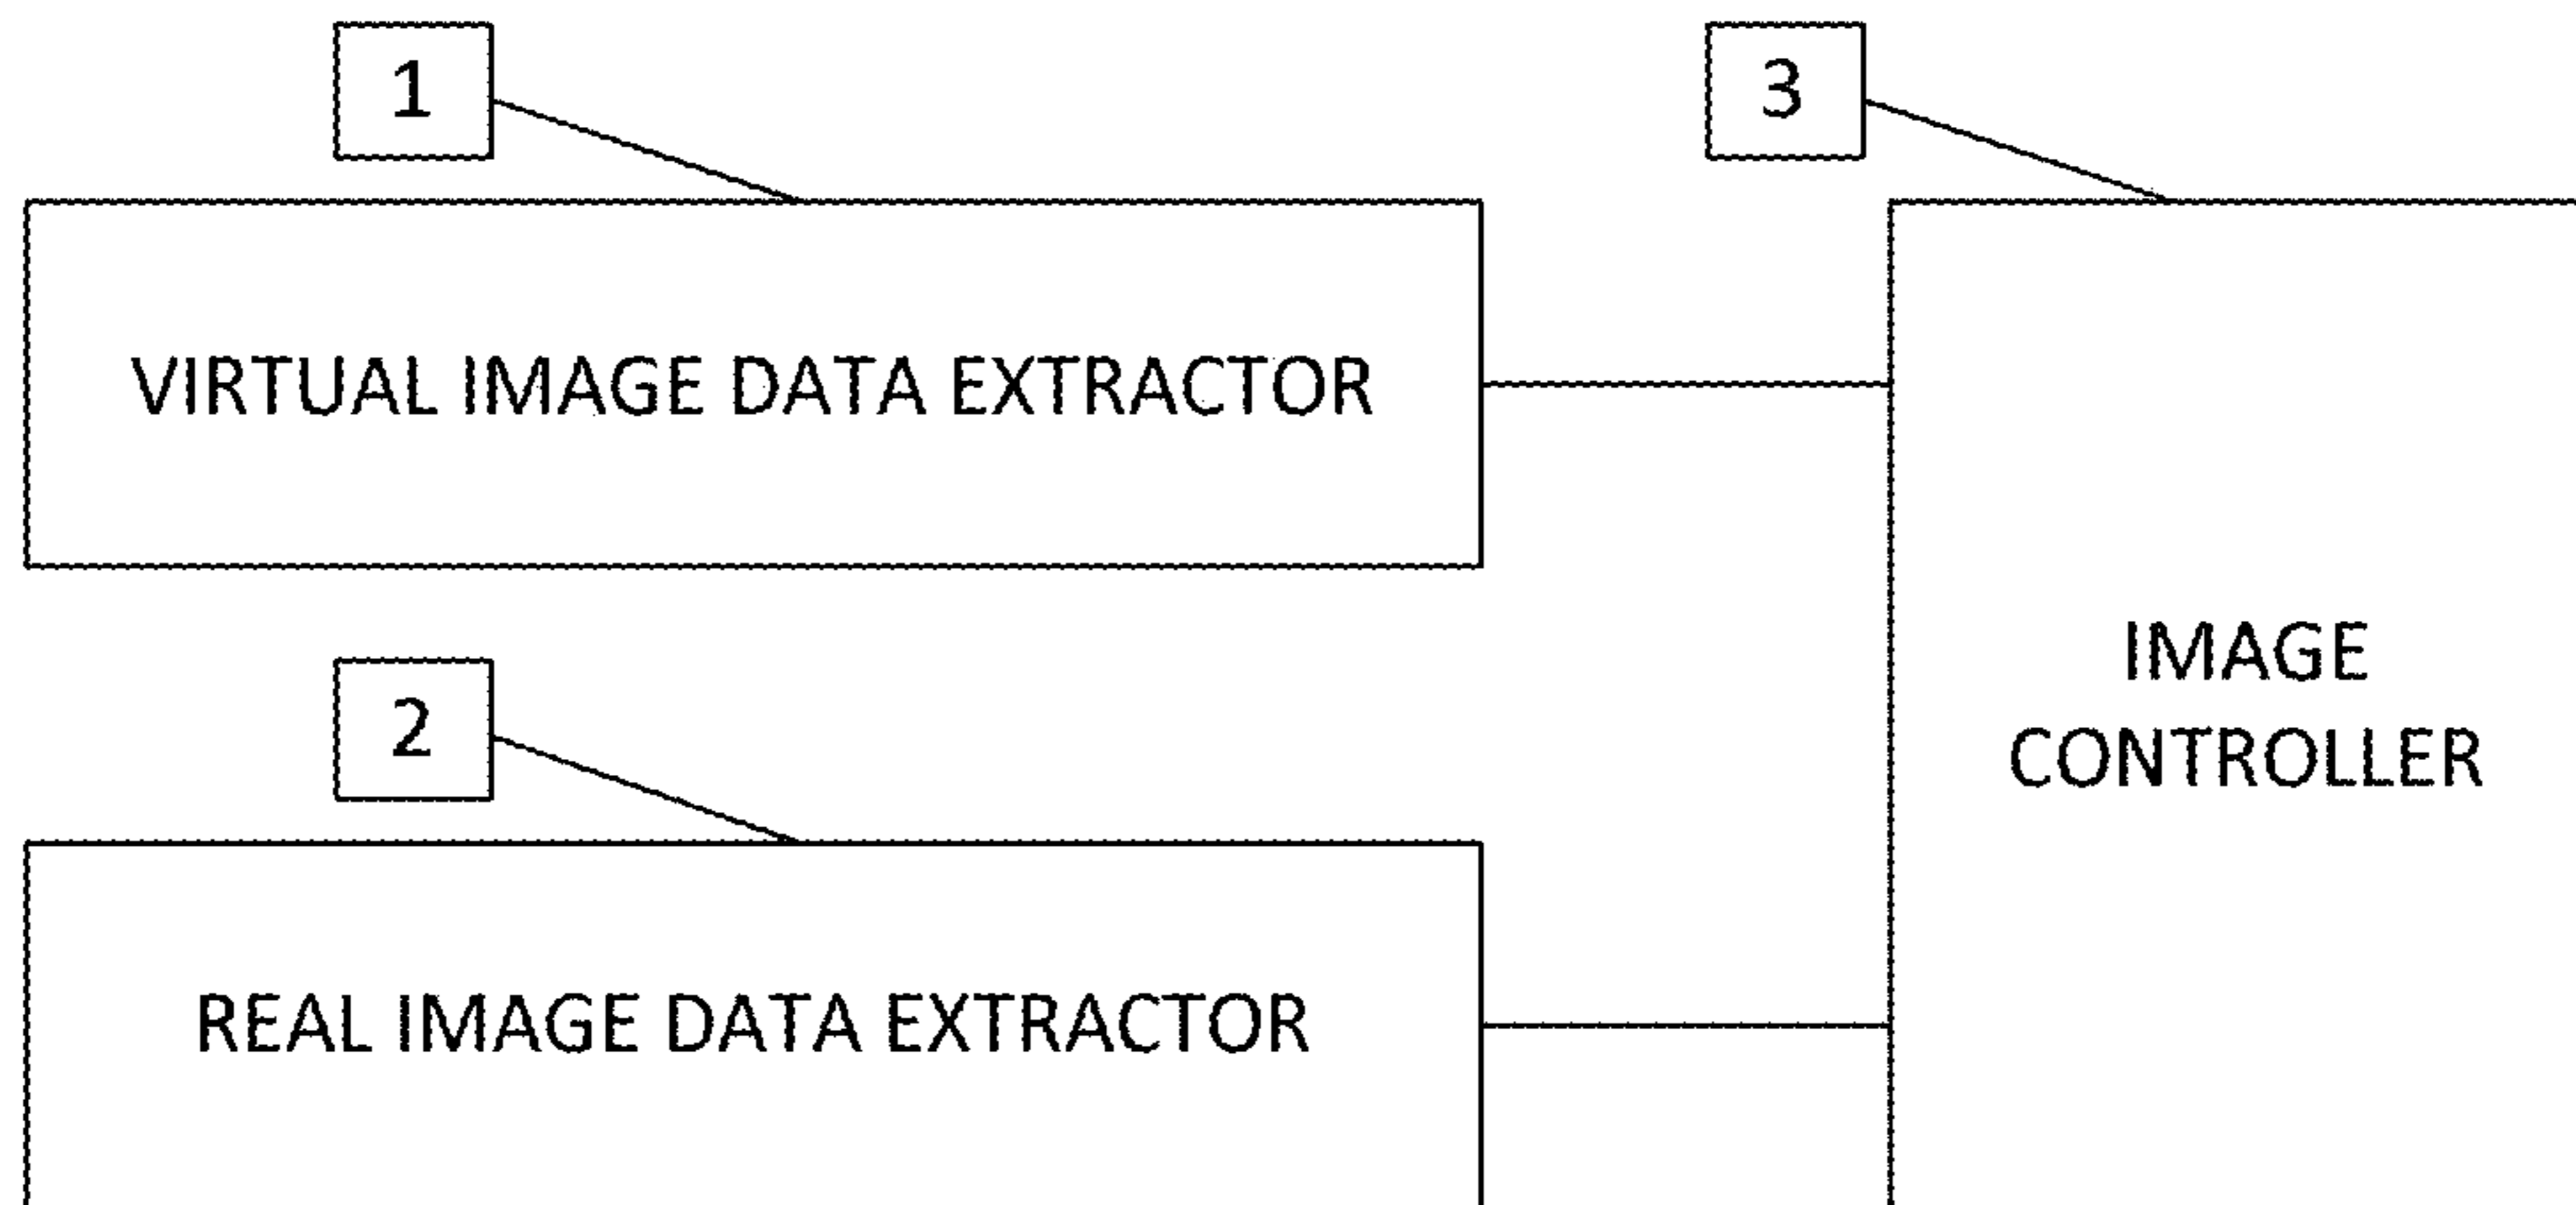 1
3
VIRTUAL IMAGE DATA EXTRACTOR
IMAGE
CONTROLLER
2
REAL IMAGE DATA EXTRACTOR